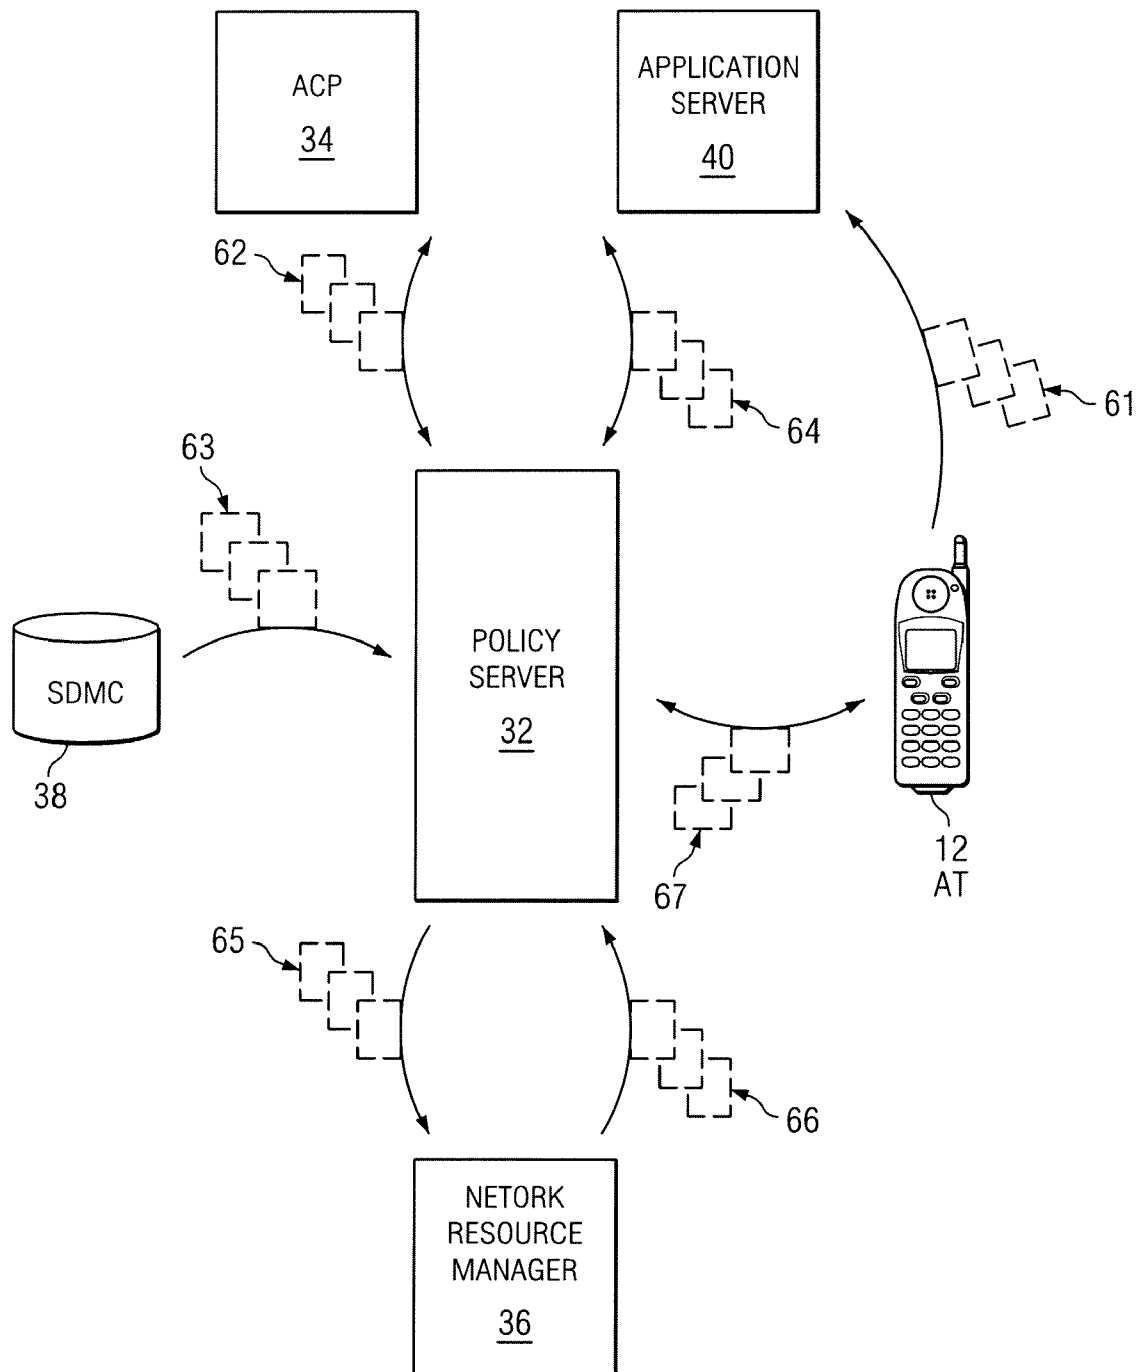 ACP
34
APPLICATION
SERVER
40
62
64
61
63
SDMC
38
POLICY
SERVER
32
67
12
AT
65
66
NETORK
RESOURCE
MANAGER
36